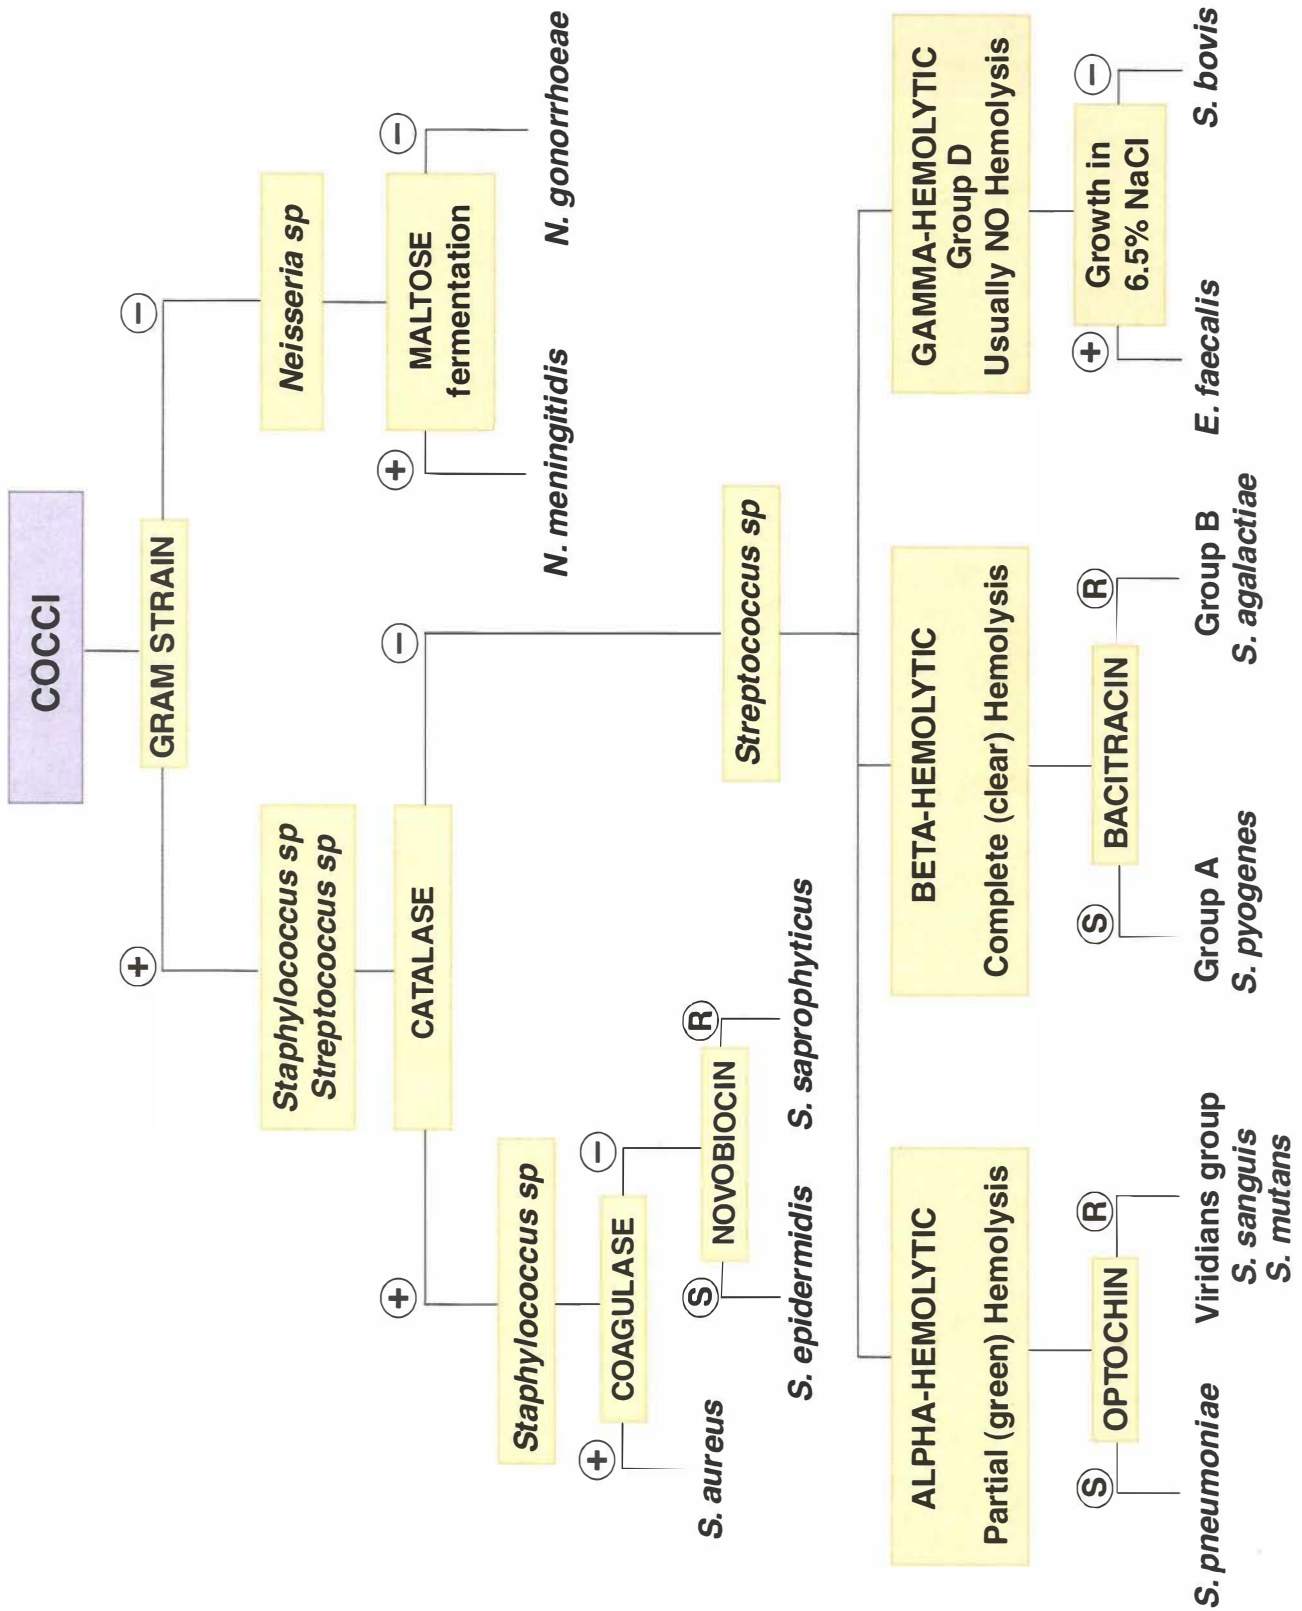 COCCI
GRAM STRAIN
+
−
Staphylococcus sp
Streptococcus sp
Neisseria sp
CATALASE
MALTOSE
fermentation
+
−
+
−
N. meningitidis
N. gonorrhoeae
Staphylococcus sp
COAGULASE
+
−
S. aureus
NOVOBIOCIN
S
R
S. epidermidis
S. saprophyticus
Streptococcus sp
ALPHA-HEMOLYTIC
Partial (green) Hemolysis
BETA-HEMOLYTIC
Complete (clear) Hemolysis
GAMMA-HEMOLYTIC
Group D
Usually NO Hemolysis
OPTOCHIN
S
R
S. pneumoniae
Viridians group
S. sanguis
S. mutans
BACITRACIN
S
R
Group A
S. pyogenes
Group B
S. agalactiae
Growth in
6.5% NaCl
+
−
E. faecalis
S. bovis